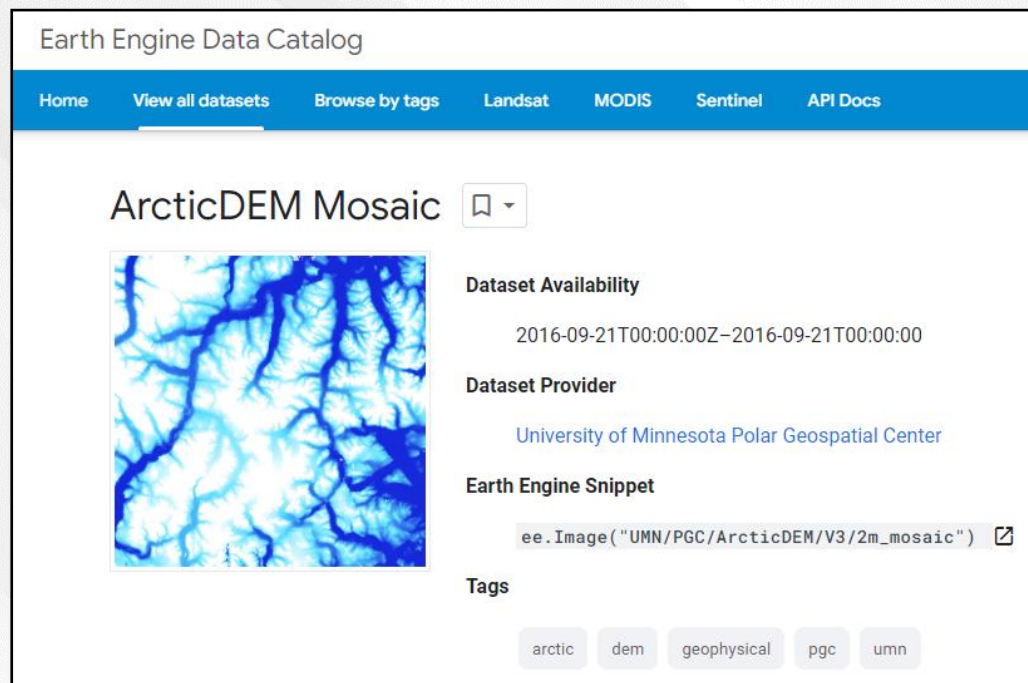 Earth Engine Data Catalog
Home View all datasets Browse by tags Landsat MODIS Sentinel API Docs
ArcticDEM Mosaic
Dataset Availability
2016-09-21T00:00:00Z–2016-09-21T00:00:00
Dataset Provider
University of Minnesota Polar Geospatial Center
Earth Engine Snippet
ee.Image("UMN/PGC/ArcticDEM/V3/2m_mosaic")
Tags
arctic dem geophysical pgc umn